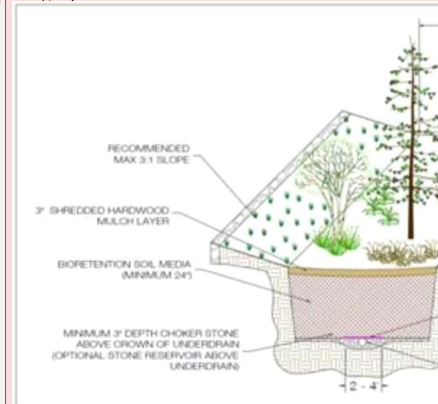 RECOMMENDED
MAX 3:1 SLOPE
3" SHREDDED HARDWOOD
MULCH LAYER
BIORETENTION SOIL MEDIA
(MINIMUM 24")
MINIMUM 3" DEPTH CHOKER STONE
ABOVE CROWN OF UNDERDRAIN
(OPTIONAL STONE RESERVOIR ABOVE
UNDERDRAIN)
2 - 4'